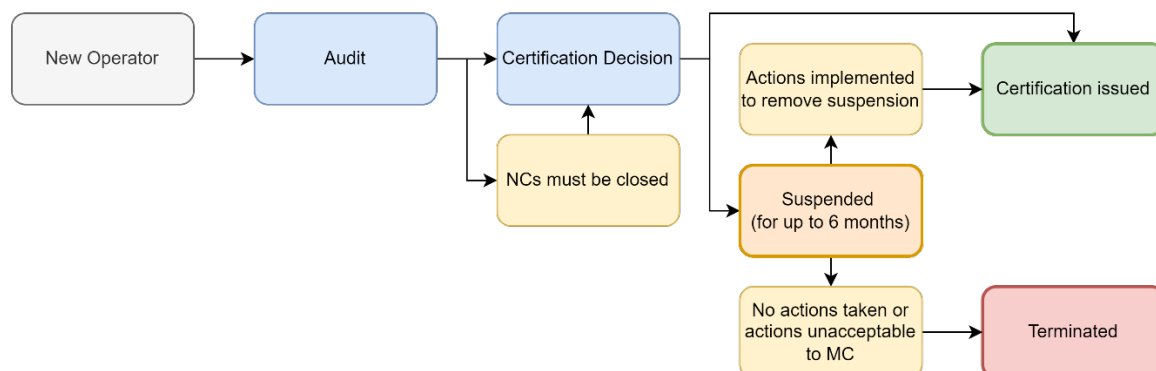 New Operator
Audit
Certification Decision
NCs must be closed
Actions implemented
to remove suspension
Certification issued
Suspended
(for up to 6 months)
No actions taken or
actions unacceptable
to MC
Terminated